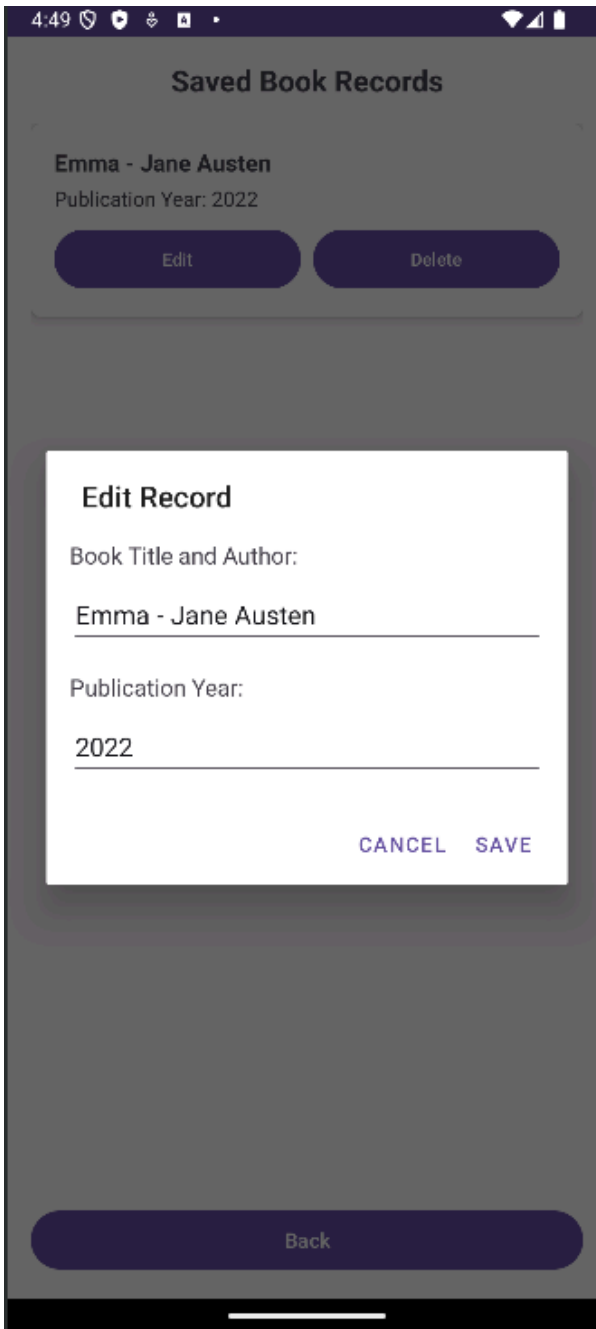 4:49
Saved Book Records
Emma - Jane Austen
Publication Year: 2022
Edit Delete
Edit Record
Book Title and Author:
Emma - Jane Austen
Publication Year:
2022
CANCEL SAVE
Back